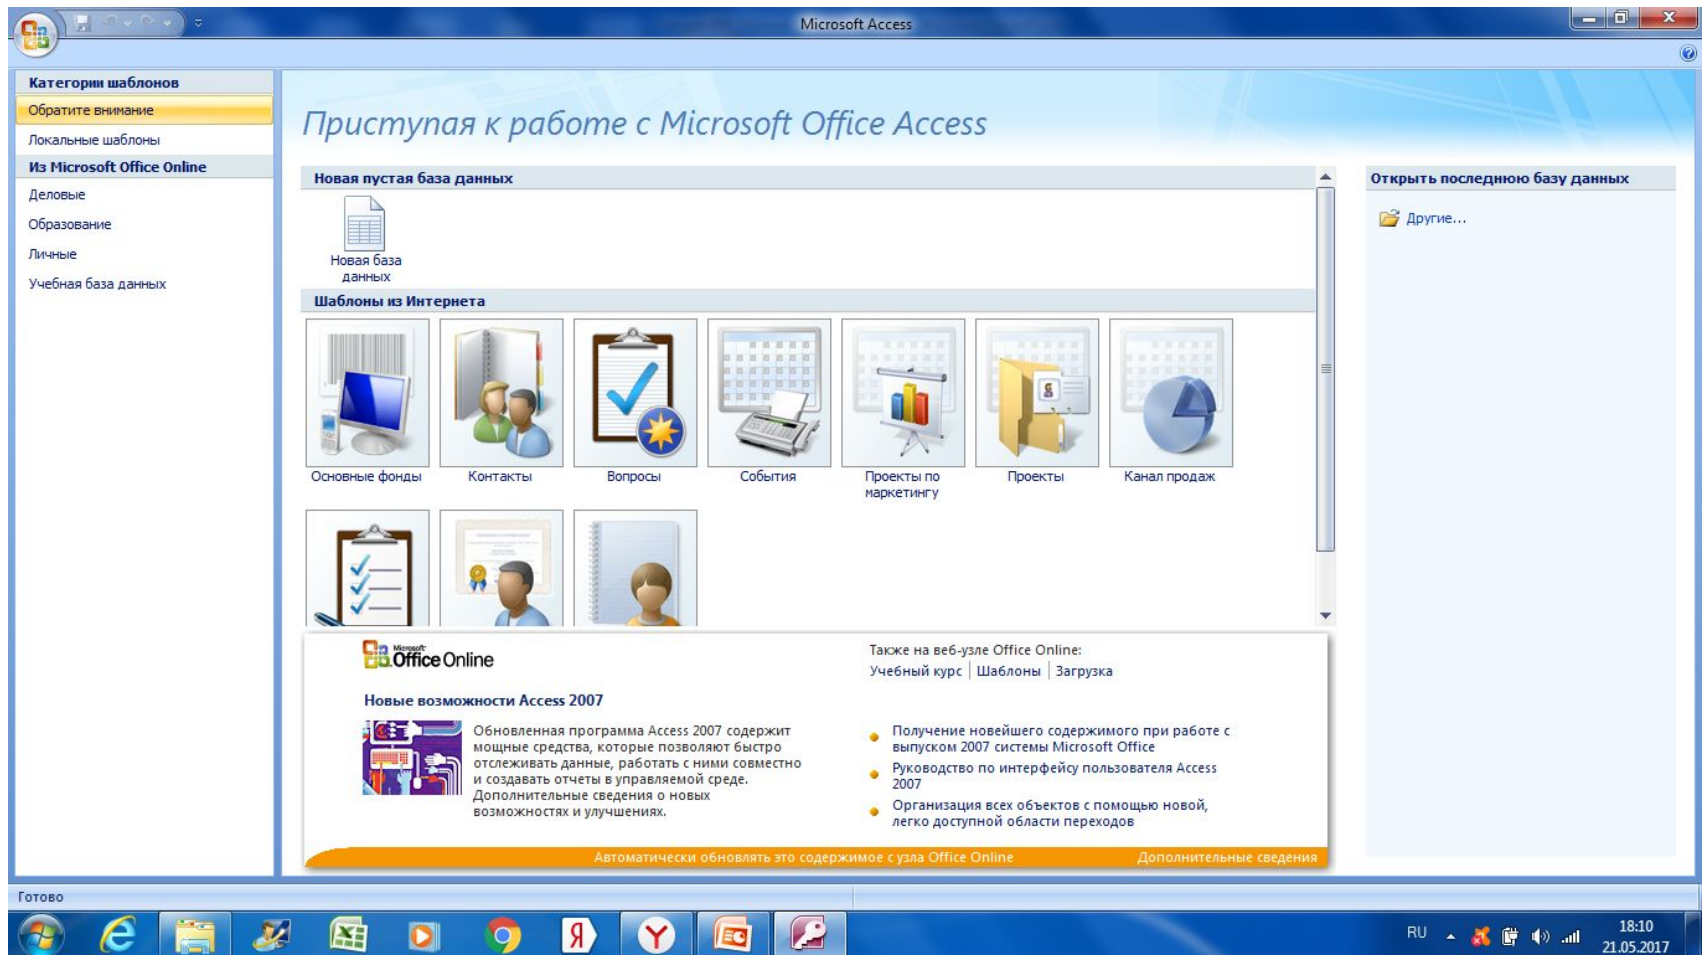 Microsoft Access
Категории шаблонов
Обратите внимание
Локальные шаблоны
Из Microsoft Office Online
Деловые
Образование
Личные
Учебная база данных
Приступая к работе с Microsoft Office Access
Новая пустая база данных
Новая база
данных
Шаблоны из Интернета
Основные фонды
Контакты
Вопросы
События
Проекты по
маркетингу
Проекты
Канал продаж
Открыть последнюю базу данных
Другие...
Microsoft
Office Online
Новые возможности Access 2007
Обновленная программа Access 2007 содержит
мощные средства, которые позволяют быстро
отслеживать данные, работать с ними совместно
и создавать отчеты в управляемой среде.
Дополнительные сведения о новых
возможностях и улучшениях.
Также на веб-узле Office Online:
Учебный курс | Шаблоны | Загрузка
Получение новейшего содержимого при работе с
выпуском 2007 системы Microsoft Office
Руководство по интерфейсу пользователя Access
2007
Организация всех объектов с помощью новой,
легко доступной области переходов
Автоматически обновлять это содержимое с узла Office Online
Дополнительные сведения
Готово
RU
18:10
21.05.2017